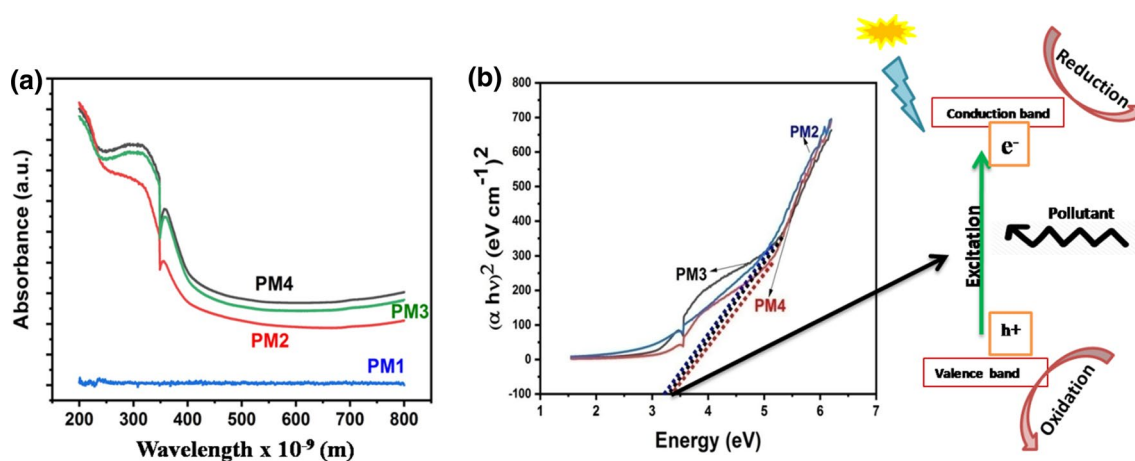 (a)
Absorbance (a.u.)
PM4
PM3
PM2
PM1
200 300 400 500 600 700 800
Wavelength x 10⁻⁹ (m)
(b)
(α hν)² (eV cm⁻¹)2
800
700
600
500
400
300
200
100
0
-100
PM2
PM3
PM4
1 2 3 4 5 6 7
Energy (eV)
Reduction
Conduction band
e⁻
Excitation
Pollutant
h+
Valence band
Oxidation